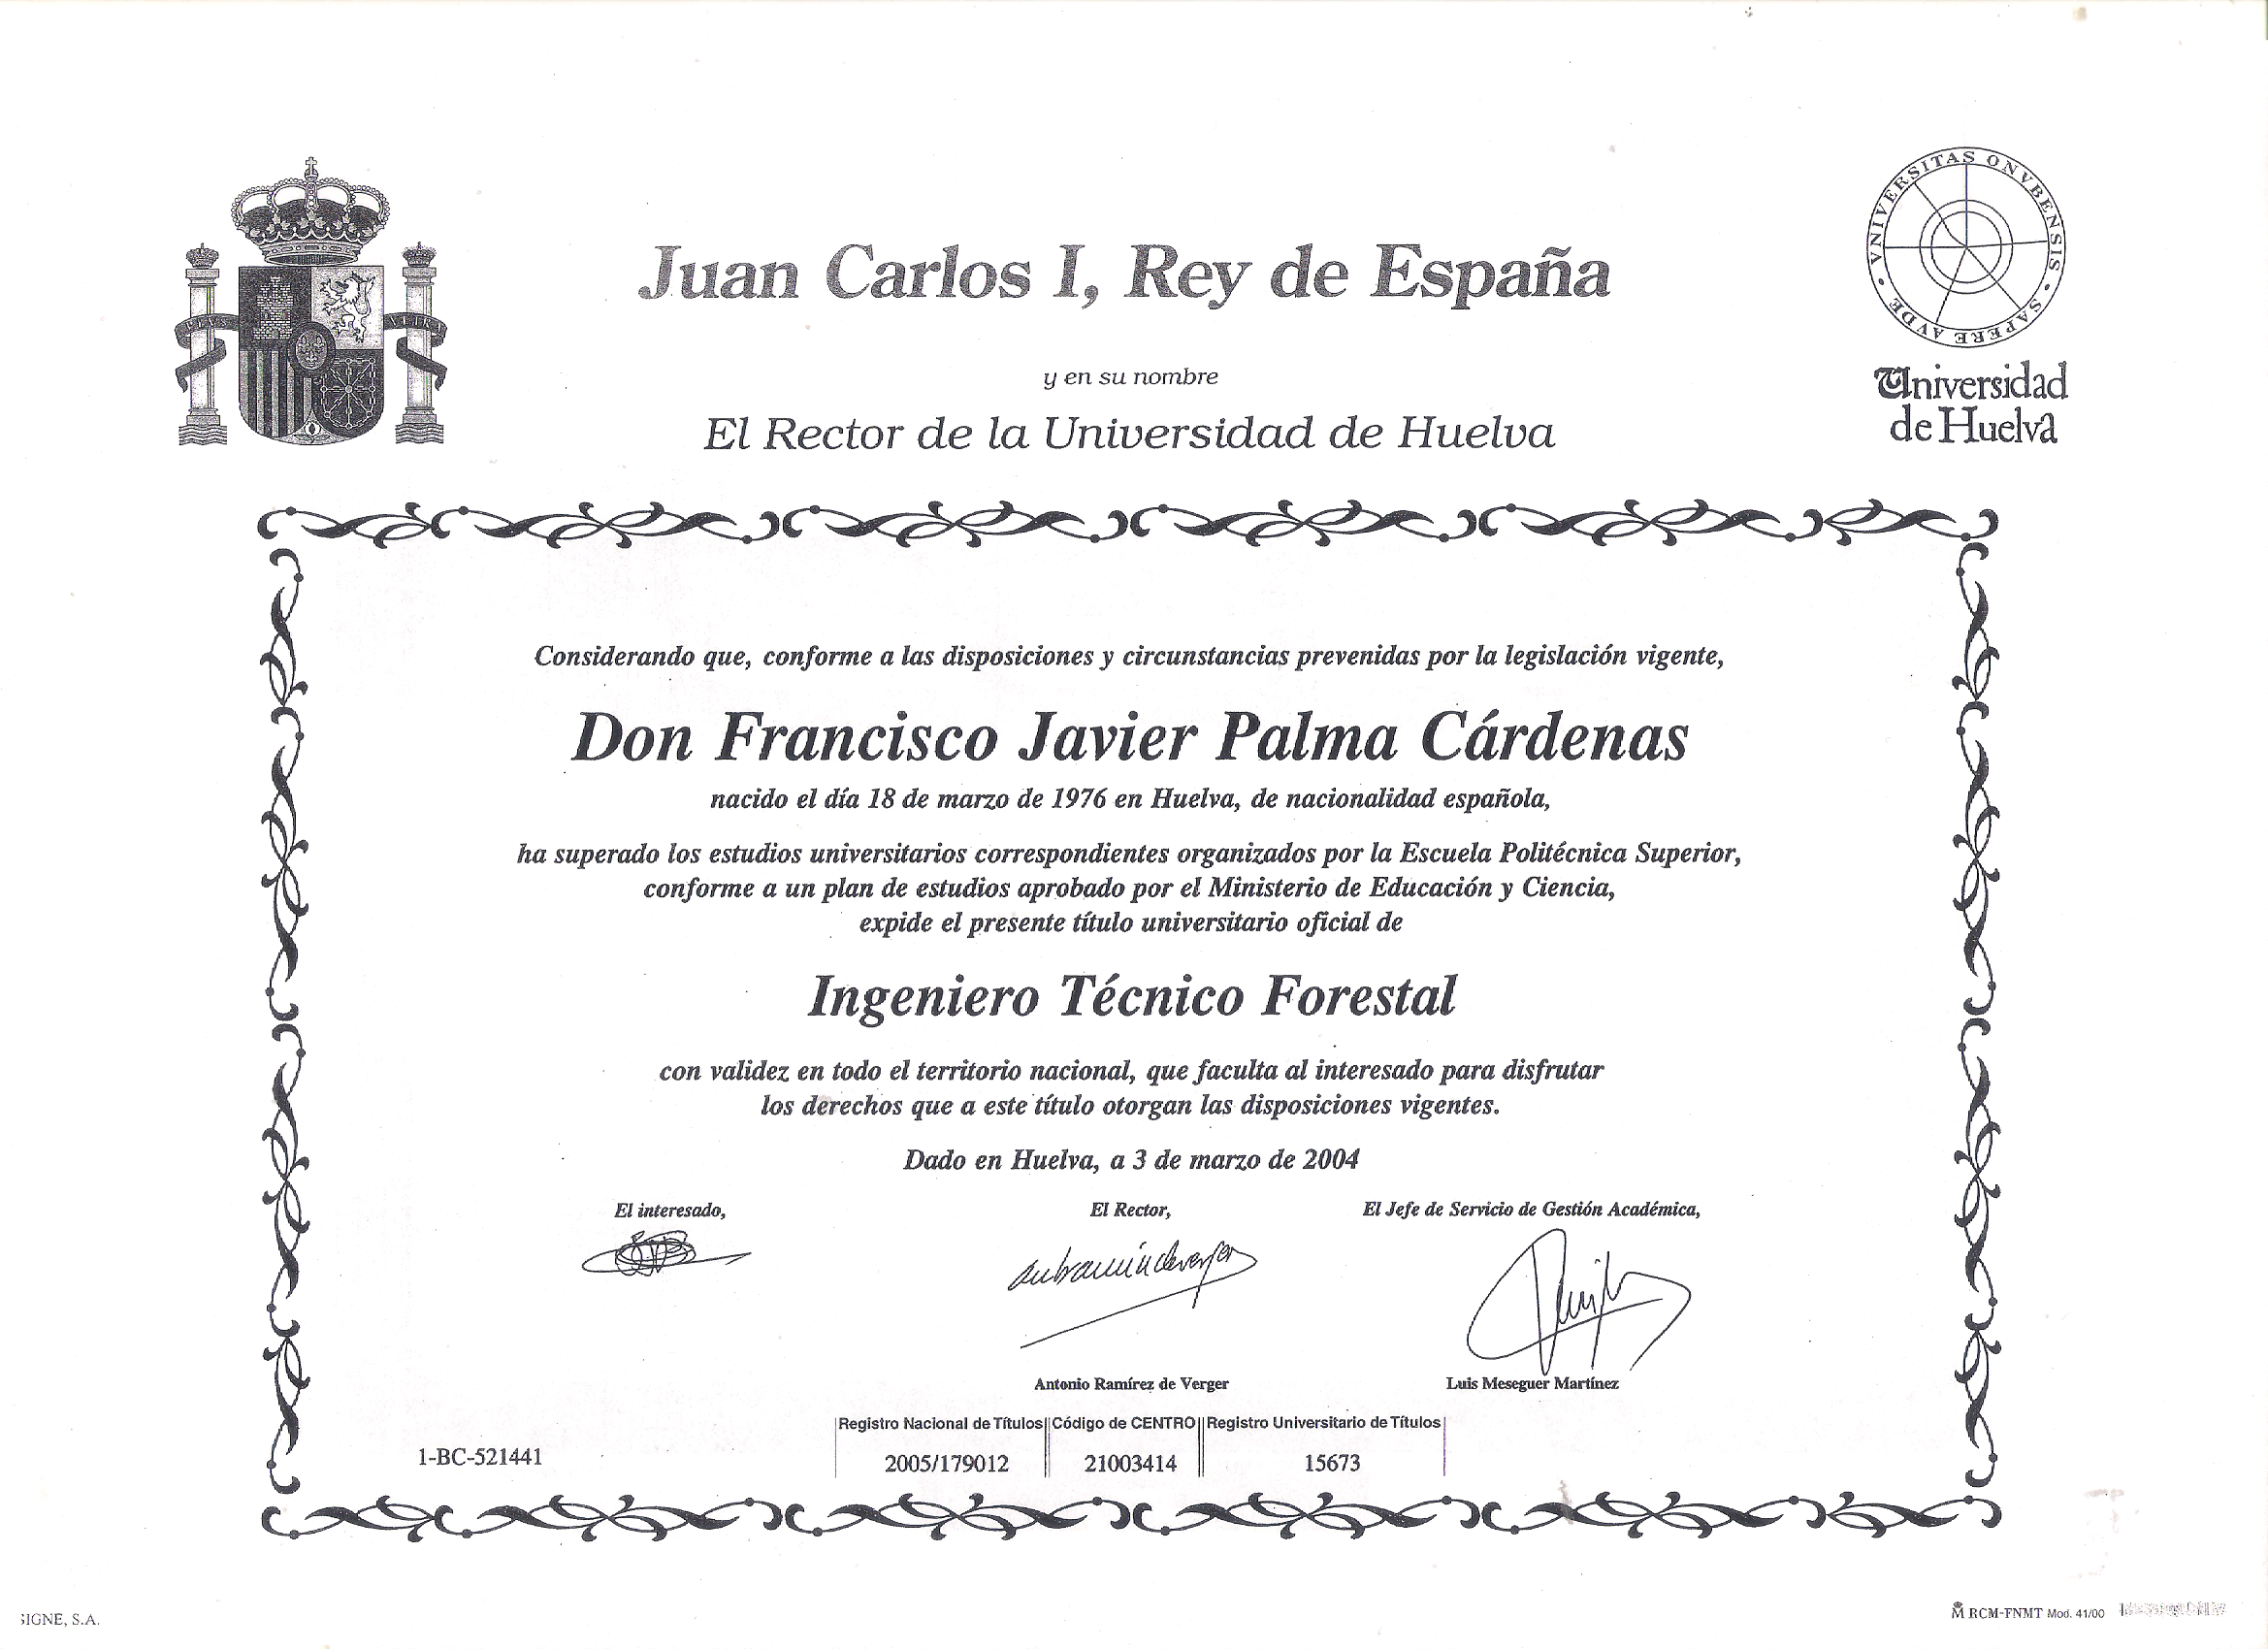 Juan Carlos I, Rey de España
y en su nombre
El Rector de la Universidad de Huelva
VNIVERSITAS ONVBENSIS · SAPERE AVDE ·
Universidad
de Huelva
Considerando que, conforme a las disposiciones y circunstancias prevenidas por la legislación vigente,
Don Francisco Javier Palma Cárdenas
nacido el día 18 de marzo de 1976 en Huelva, de nacionalidad española,
ha superado los estudios universitarios correspondientes organizados por la Escuela Politécnica Superior,
conforme a un plan de estudios aprobado por el Ministerio de Educación y Ciencia,
expide el presente título universitario oficial de
Ingeniero Técnico Forestal
con validez en todo el territorio nacional, que faculta al interesado para disfrutar
los derechos que a este título otorgan las disposiciones vigentes.
Dado en Huelva, a 3 de marzo de 2004
El interesado, El Rector, El Jefe de Servicio de Gestión Académica,
Antonio Ramírez de Verger Luis Meseguer Martínez
Registro Nacional de Títulos Código de CENTRO Registro Universitario de Títulos
1-BC-521441 2005/179012 21003414 15673
SIGNE, S.A. RCM-FNMT Mod. 41/00